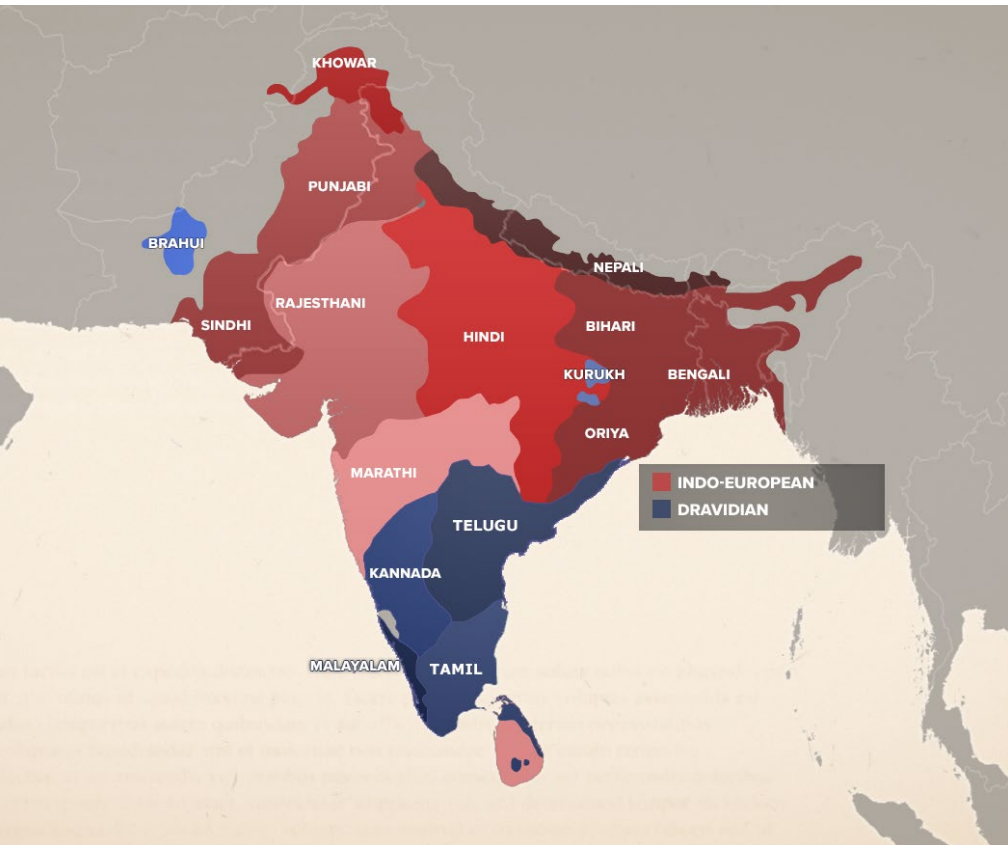 KHOWAR
PUNJABI
BRAHUI
NEPALI
RAJESTHANI
SINDHI
HINDI
BIHARI
KURUKH
BENGALI
ORIYA
MARATHI
INDO-EUROPEAN
DRAVIDIAN
TELUGU
KANNADA
MALAYALAM
TAMIL